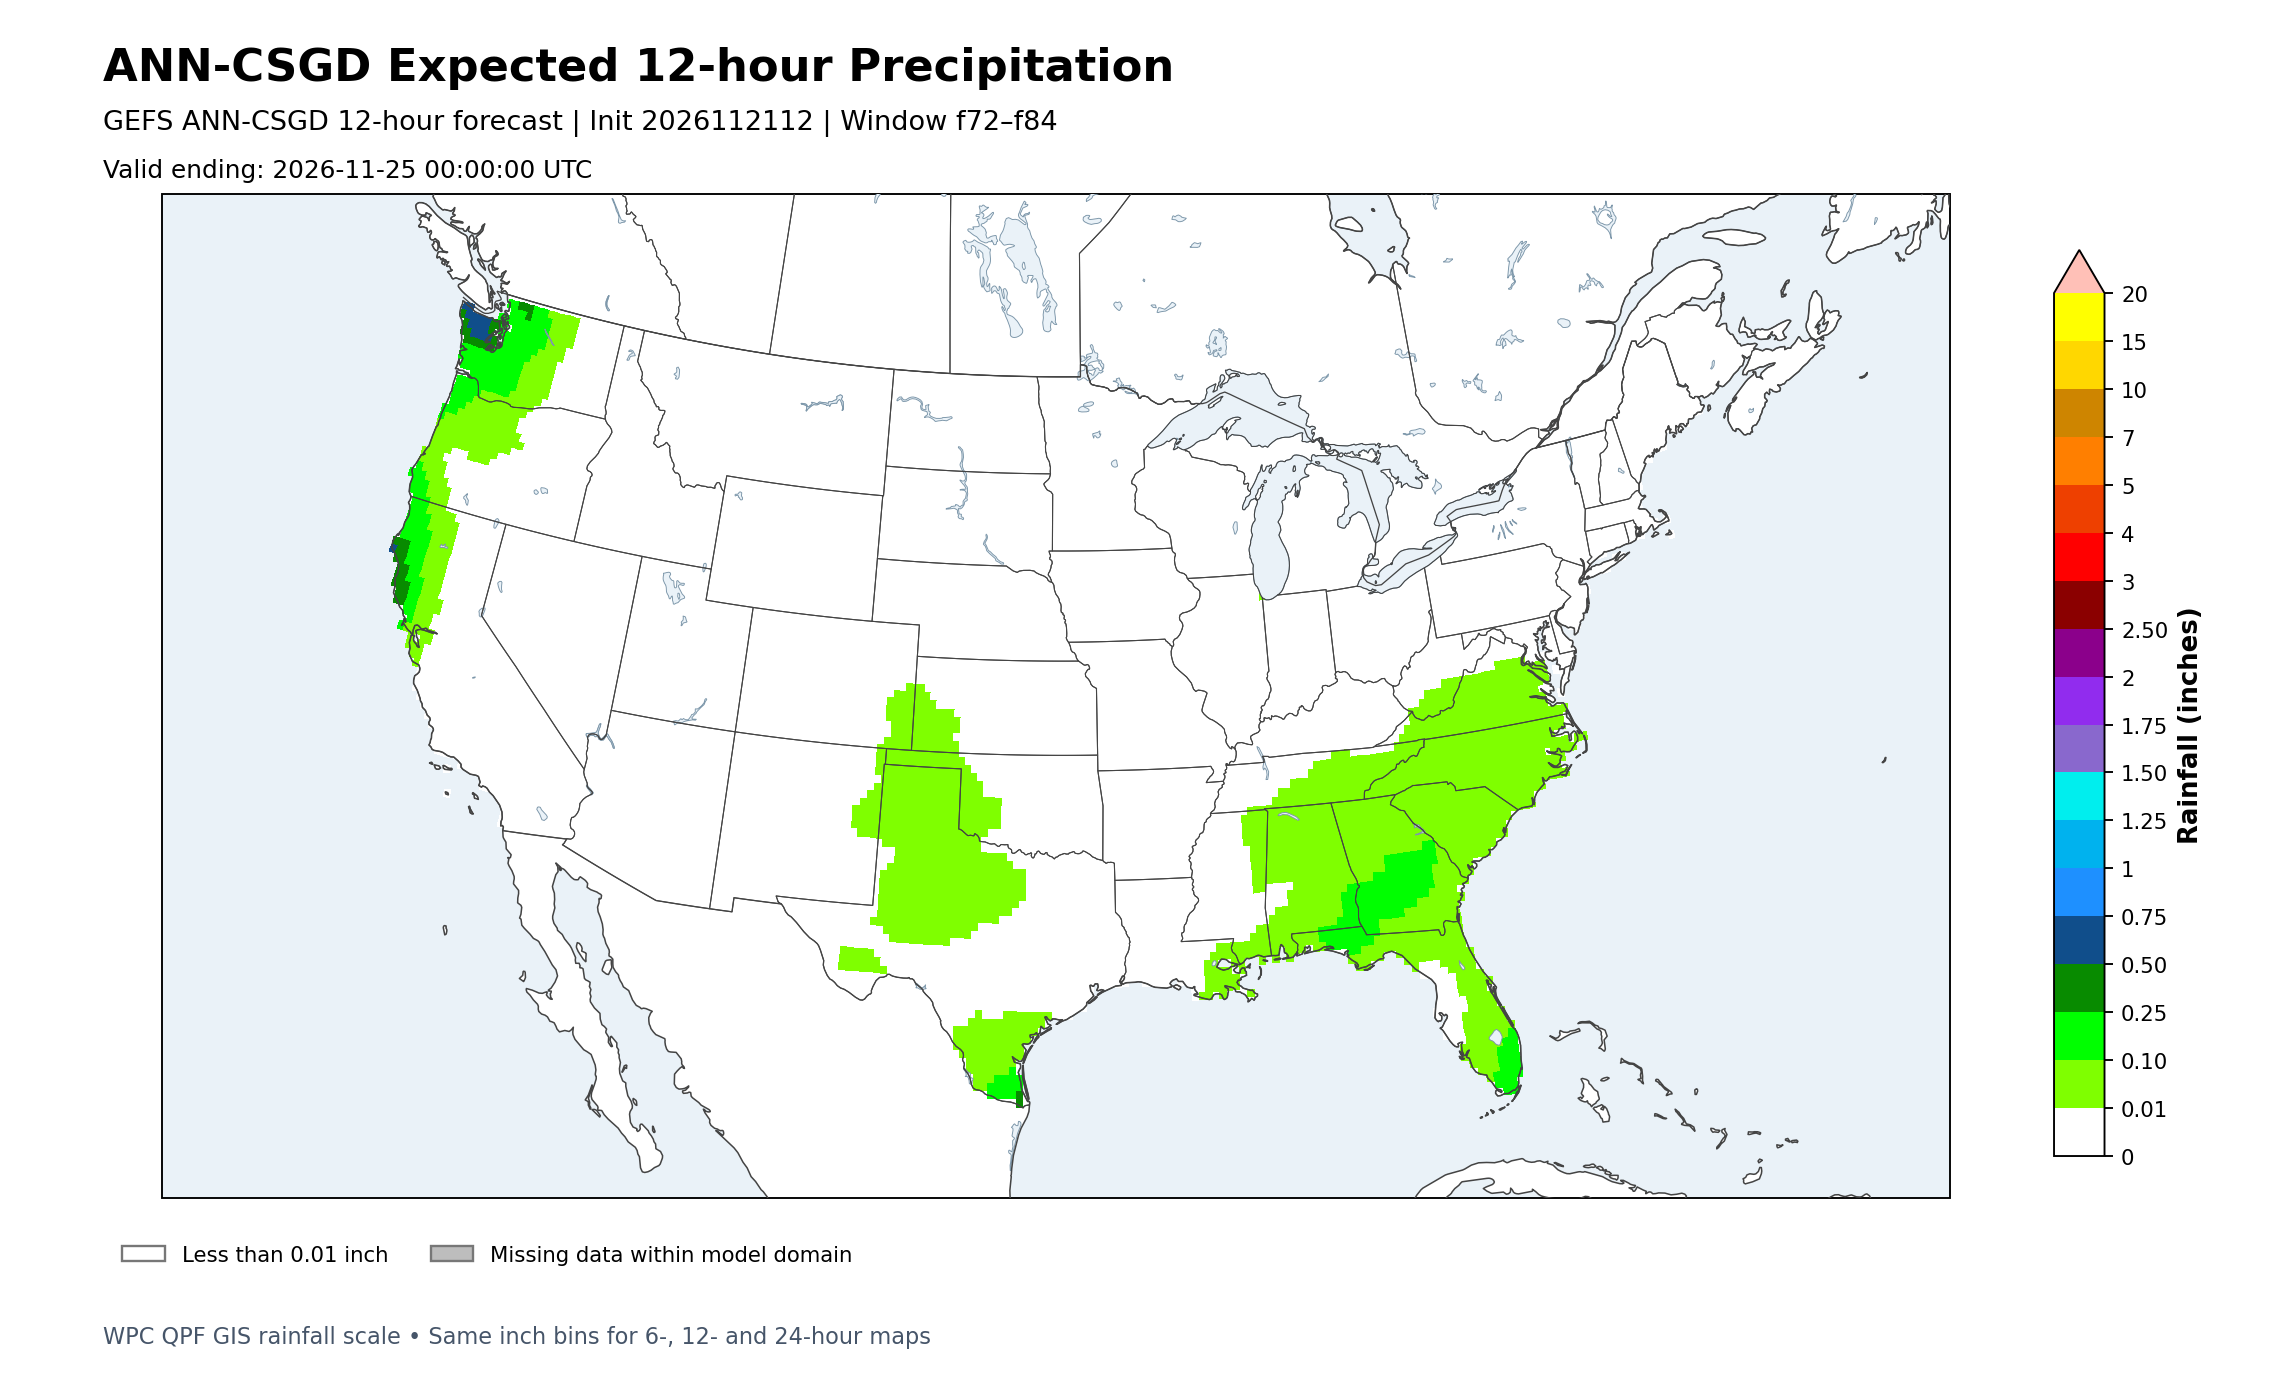 ANN-CSGD Expected 12-hour Precipitation
GEFS ANN-CSGD 12-hour forecast | Init 2026112112 | Window f72–f84
Valid ending: 2026-11-25 00:00:00 UTC
20
15
10
7
5
4
3
2.50
2
1.75
1.50
1.25
1
0.75
0.50
0.25
0.10
0.01
0
Rainfall (inches)
Less than 0.01 inch
Missing data within model domain
WPC QPF GIS rainfall scale • Same inch bins for 6-, 12- and 24-hour maps